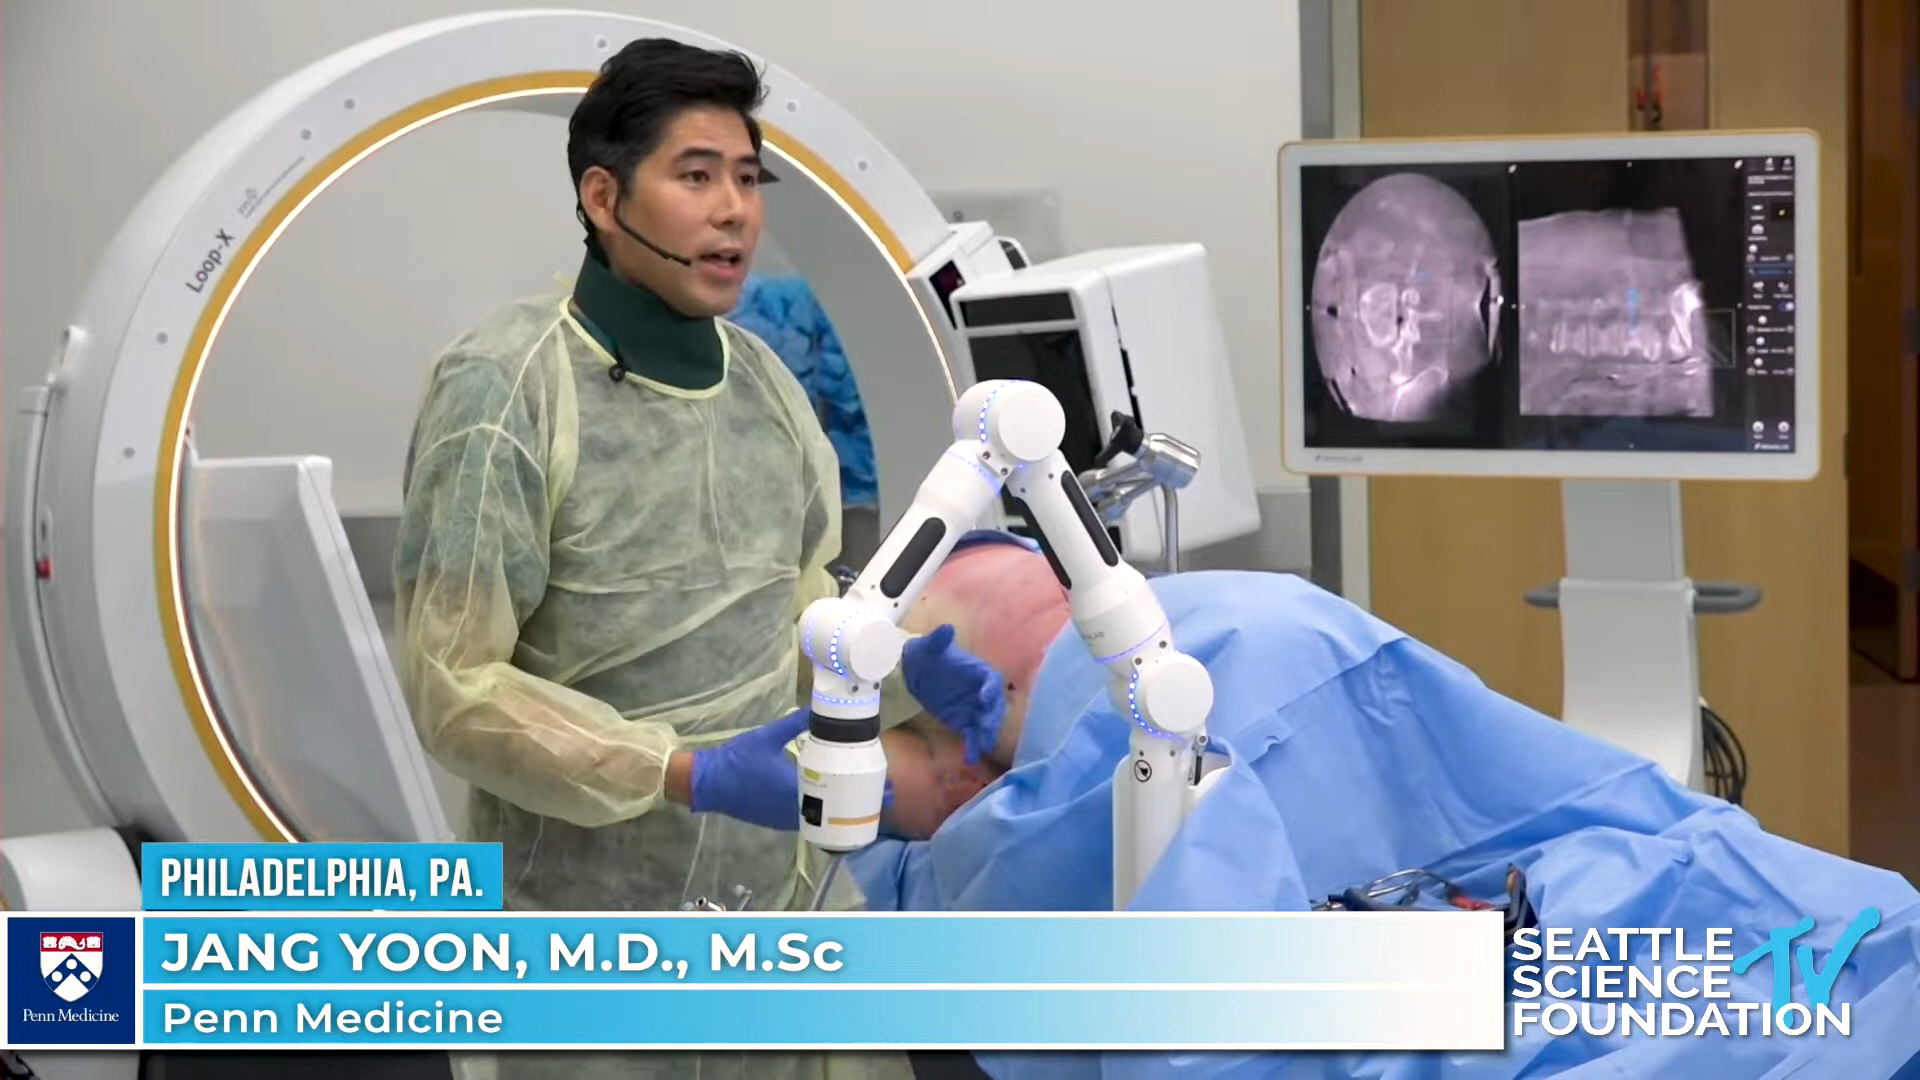 Loop-X
PHILADELPHIA, PA.
JANG YOON, M.D., M.Sc
Penn Medicine
Penn Medicine
SEATTLE
SCIENCE TV
FOUNDATION